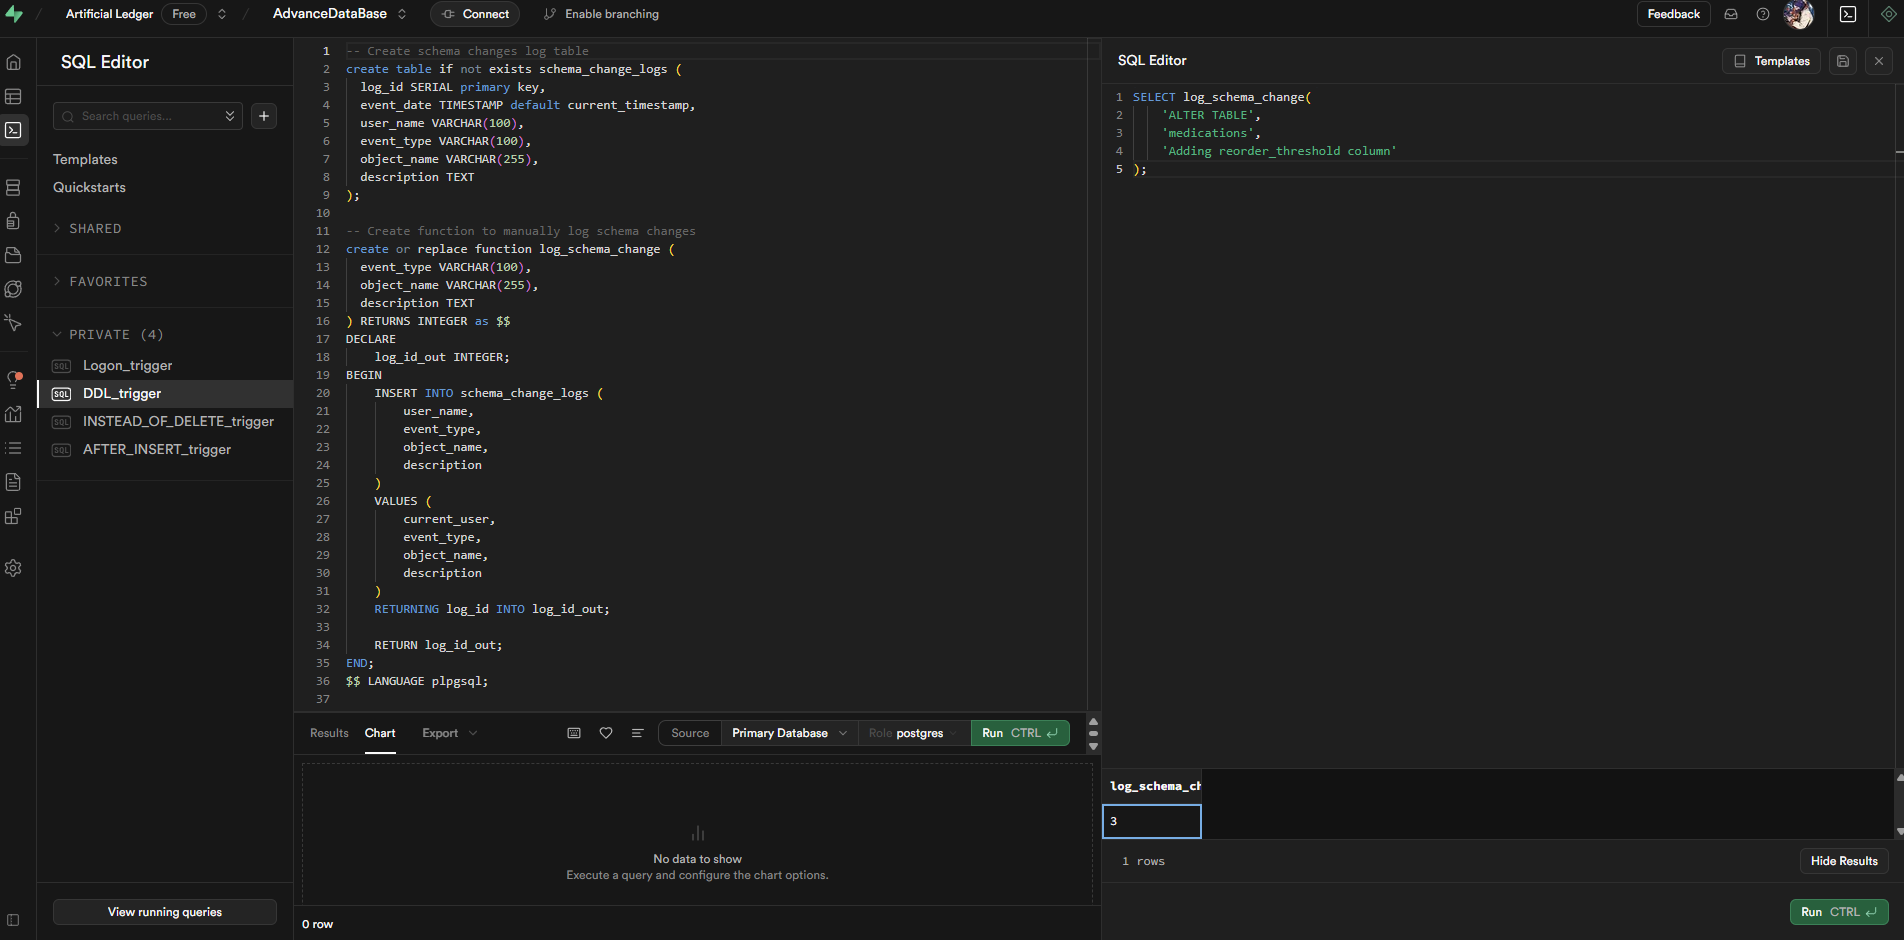 Artificial Ledger Free AdvanceDataBase Connect Enable branching Feedback
SQL Editor
Search queries...
Templates
Quickstarts
SHARED
FAVORITES
PRIVATE (4)
SQL Logon_trigger
SQL DDL_trigger
SQL INSTEAD_OF_DELETE_trigger
SQL AFTER_INSERT_trigger
View running queries
1 -- Create schema changes log table
2 create table if not exists schema_change_logs (
3 log_id SERIAL primary key,
4 event_date TIMESTAMP default current_timestamp,
5 user_name VARCHAR(100),
6 event_type VARCHAR(100),
7 object_name VARCHAR(255),
8 description TEXT
9 );
10
11 -- Create function to manually log schema changes
12 create or replace function log_schema_change (
13 event_type VARCHAR(100),
14 object_name VARCHAR(255),
15 description TEXT
16 ) RETURNS INTEGER as $$
17 DECLARE
18 log_id_out INTEGER;
19 BEGIN
20 INSERT INTO schema_change_logs (
21 user_name,
22 event_type,
23 object_name,
24 description
25 )
26 VALUES (
27 current_user,
28 event_type,
29 object_name,
30 description
31 )
32 RETURNING log_id INTO log_id_out;
33
34 RETURN log_id_out;
35 END;
36 $$ LANGUAGE plpgsql;
37
Results Chart Export Source Primary Database Role postgres Run CTRL
No data to show
Execute a query and configure the chart options.
0 row
SQL Editor Templates
1 SELECT log_schema_change(
2 'ALTER TABLE',
3 'medications',
4 'Adding reorder_threshold column'
5 );
log_schema_ch
3
1 rows Hide Results
Run CTRL